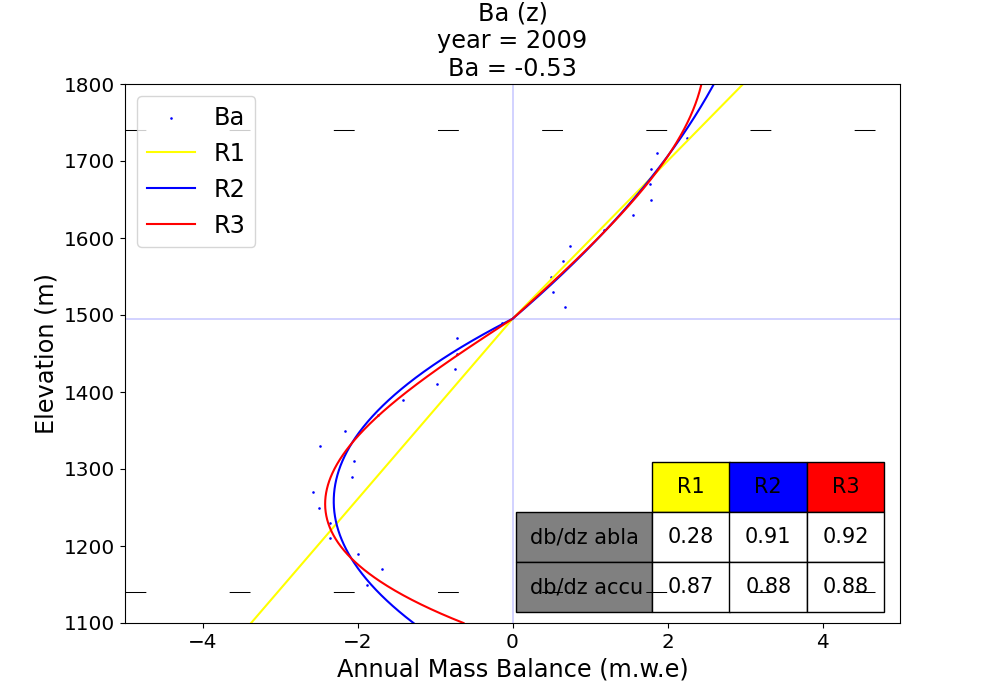 Ba (z)
year = 2009
Ba = -0.53
Elevation (m)
1800
1700
1600
1500
1400
1300
1200
1100
Ba
R1
R2
R3
R1 R2 R3
db/dz abla 0.28 0.91 0.92
db/dz accu 0.87 0.88 0.88
−4 −2 0 2 4
Annual Mass Balance (m.w.e)